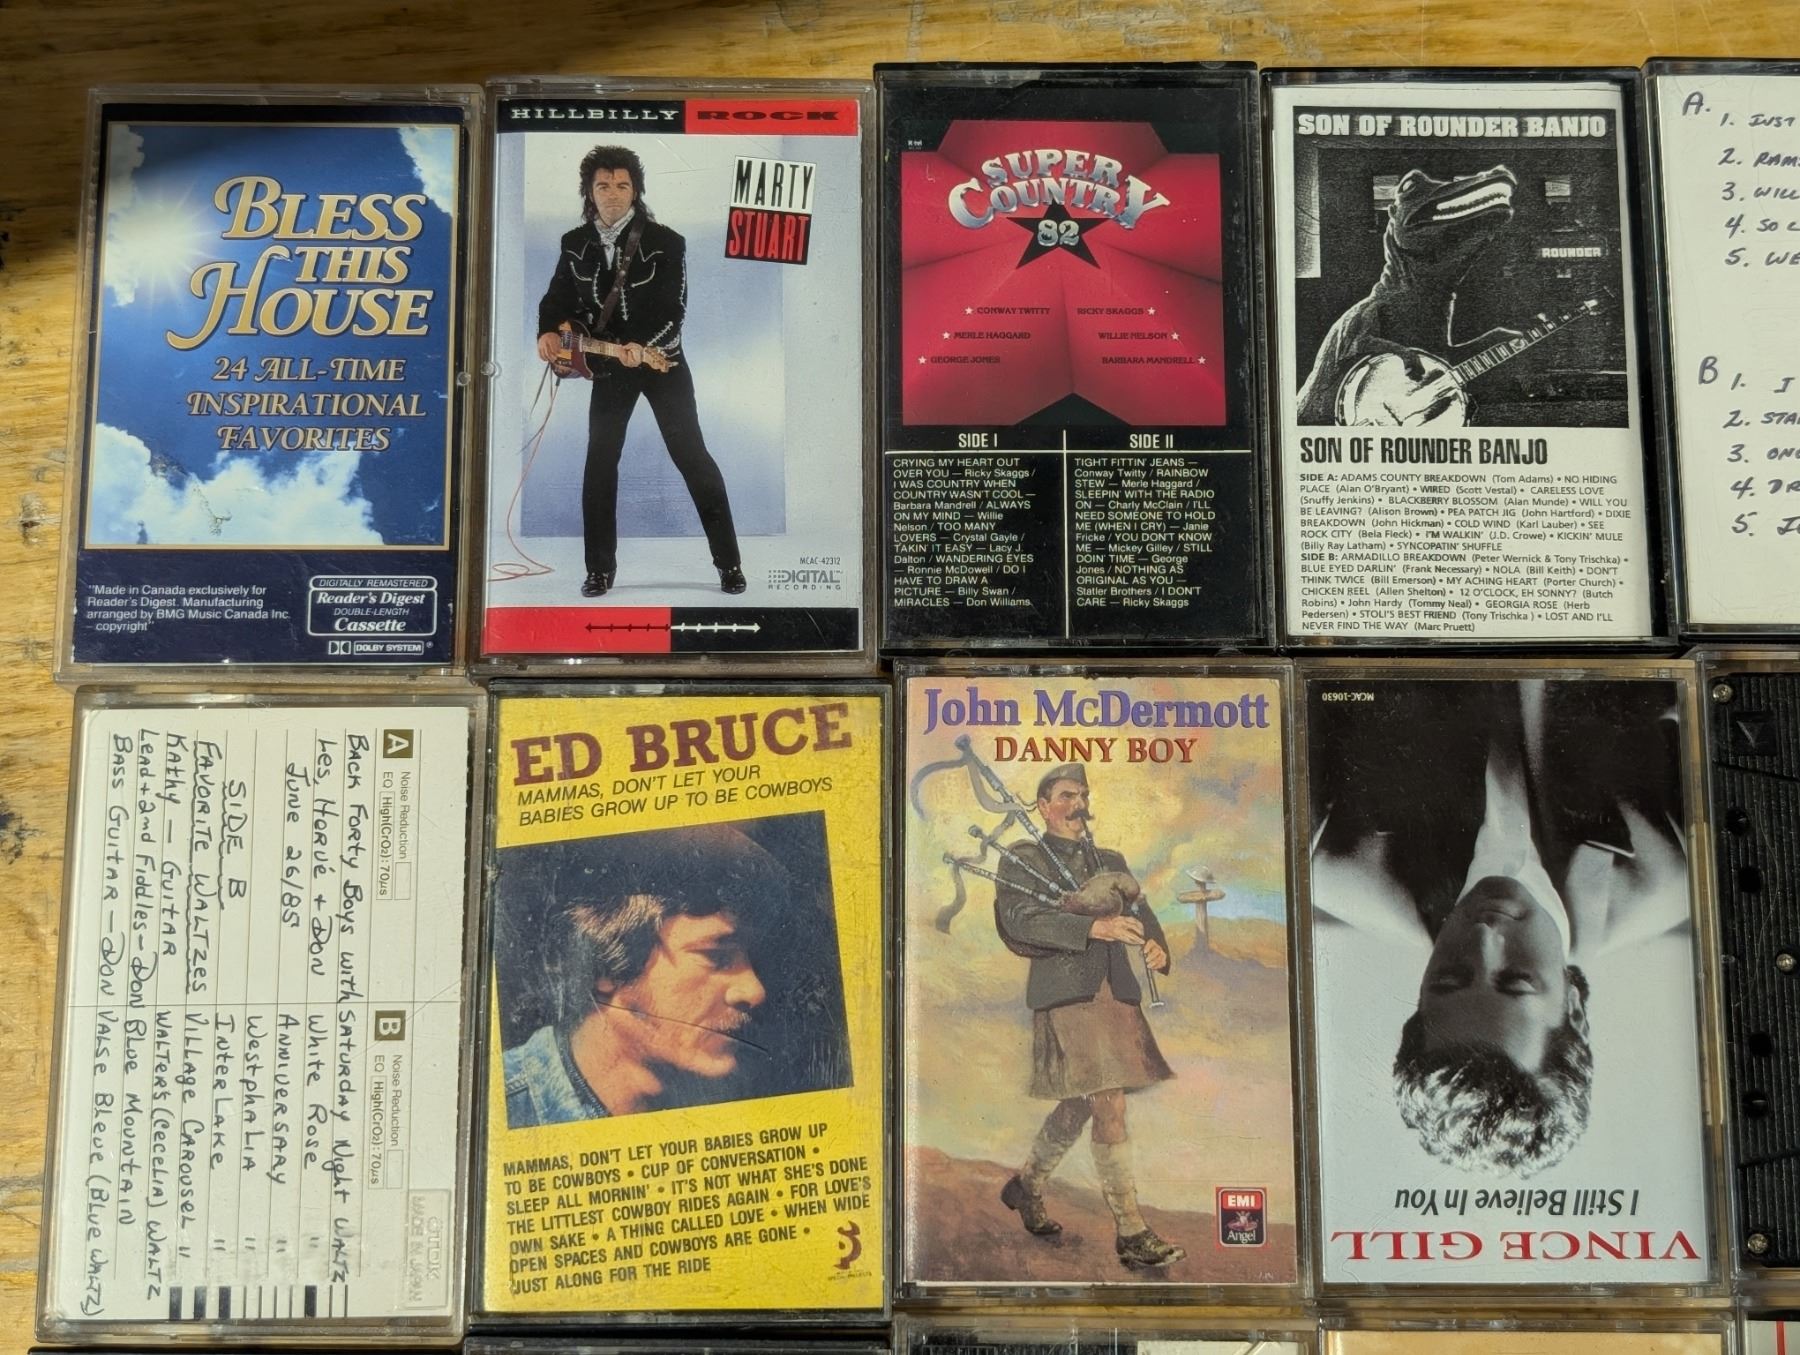 BLESS
THIS
HOUSE
24 ALL-TIME
INSPIRATIONAL
FAVORITES
"Made in Canada exclusively for
Reader's Digest. Manufacturing
arranged by BMG Music Canada Inc.
– copyright"
DIGITALLY REMASTERED
Reader's Digest
DOUBLE-LENGTH
Cassette
DOLBY SYSTEM®
HILLBILLY ROCK
MARTY
STUART
MCAC-42312
DIGITAL
RECORDING
SUPER
COUNTRY
82
★ CONWAY TWITTY RICKY SKAGGS ★
★ MERLE HAGGARD WILLIE NELSON ★
★ GEORGE JONES BARBARA MANDRELL ★
SIDE I
CRYING MY HEART OUT
OVER YOU — Ricky Skaggs /
I WAS COUNTRY WHEN
COUNTRY WASN'T COOL —
Barbara Mandrell / ALWAYS
ON MY MIND — Willie
Nelson / TOO MANY
LOVERS — Crystal Gayle /
TAKIN' IT EASY — Lacy J.
Dalton / WANDERING EYES
– Ronnie McDowell / DO I
HAVE TO DRAW A
PICTURE — Billy Swan /
MIRACLES — Don Williams
SIDE II
TIGHT FITTIN' JEANS —
Conway Twitty / RAINBOW
STEW — Merle Haggard /
SLEEPIN' WITH THE RADIO
ON — Charly McClain / I'LL
NEED SOMEONE TO HOLD
ME (WHEN I CRY) — Janie
Fricke / YOU DON'T KNOW
ME — Mickey Gilley / STILL
DOIN' TIME — George
Jones / NOTHING AS
ORIGINAL AS YOU —
Statler Brothers / I DON'T
CARE — Ricky Skaggs
SON OF ROUNDER BANJO
ROUNDER
SON OF ROUNDER BANJO
SIDE A: ADAMS COUNTY BREAKDOWN (Tom Adams) • NO HIDING
PLACE (Alan O'Bryant) • WIRED (Scott Vestal) • CARELESS LOVE
(Snuffy Jenkins) • BLACKBERRY BLOSSOM (Alan Munde) • WILL YOU
BE LEAVING? (Alison Brown) • PEA PATCH JIG (John Hartford) • DIXIE
BREAKDOWN (John Hickman) • COLD WIND (Karl Lauber) • SEE
ROCK CITY (Bela Fleck) • I'M WALKIN' (J.D. Crowe) • KICKIN' MULE
(Billy Ray Latham) • SYNCOPATIN' SHUFFLE
SIDE B: ARMADILLO BREAKDOWN (Peter Wernick & Tony Trischka) •
BLUE EYED DARLIN' (Frank Necessary) • NOLA (Bill Keith) • DON'T
THINK TWICE (Bill Emerson) • MY ACHING HEART (Porter Church) •
CHICKEN REEL (Allen Shelton) • 12 O'CLOCK, EH SONNY? (Butch
Robins) • John Hardy (Tommy Neal) • GEORGIA ROSE (Herb
Pedersen) • STOLI'S BEST FRIEND (Tony Trischka ) • LOST AND I'LL
NEVER FIND THE WAY (Marc Pruett)
A.
1. JUST
2.
3. WILL
4. SO
5. WE
B
1. I
2.
3.
4.
5.
A
Noise Reduction
EQ High(CrO2):70μs
B
Noise Reduction
EQ High(CrO2):70μs
BACK FORTY BOYS WITH
LES, HORVÉ + DON
JUNE 26/85
SIDE B
FAVORITE WALTZES
Kathy — GUITAR
Lead + 2nd Fiddles — DON
BASS GUITAR — DON
SATURDAY NIGHT WALTZ
WHITE ROSE "
ANNIVERSARY "
WESTPHALIA "
INTERLAKE "
VILLAGE CAROUSEL "
WALTER'S (CECELIA) WALTZ
BLUE MOUNTAIN
VALSE BLEUE (BLUE WALTZ)
MADE IN JAPAN
ED BRUCE
MAMMAS, DON'T LET YOUR
BABIES GROW UP TO BE COWBOYS
MAMMAS, DON'T LET YOUR BABIES GROW UP
TO BE COWBOYS • CUP OF CONVERSATION •
SLEEP ALL MORNIN' • IT'S NOT WHAT SHE'S DONE
THE LITTLEST COWBOY RIDES AGAIN • FOR LOVE'S
OWN SAKE • A THING CALLED LOVE • WHEN WIDE
OPEN SPACES AND COWBOYS ARE GONE •
JUST ALONG FOR THE RIDE
John McDermott
DANNY BOY
EMI
Angel
MCAC-10630
I Still Believe In You
VINCE GILL